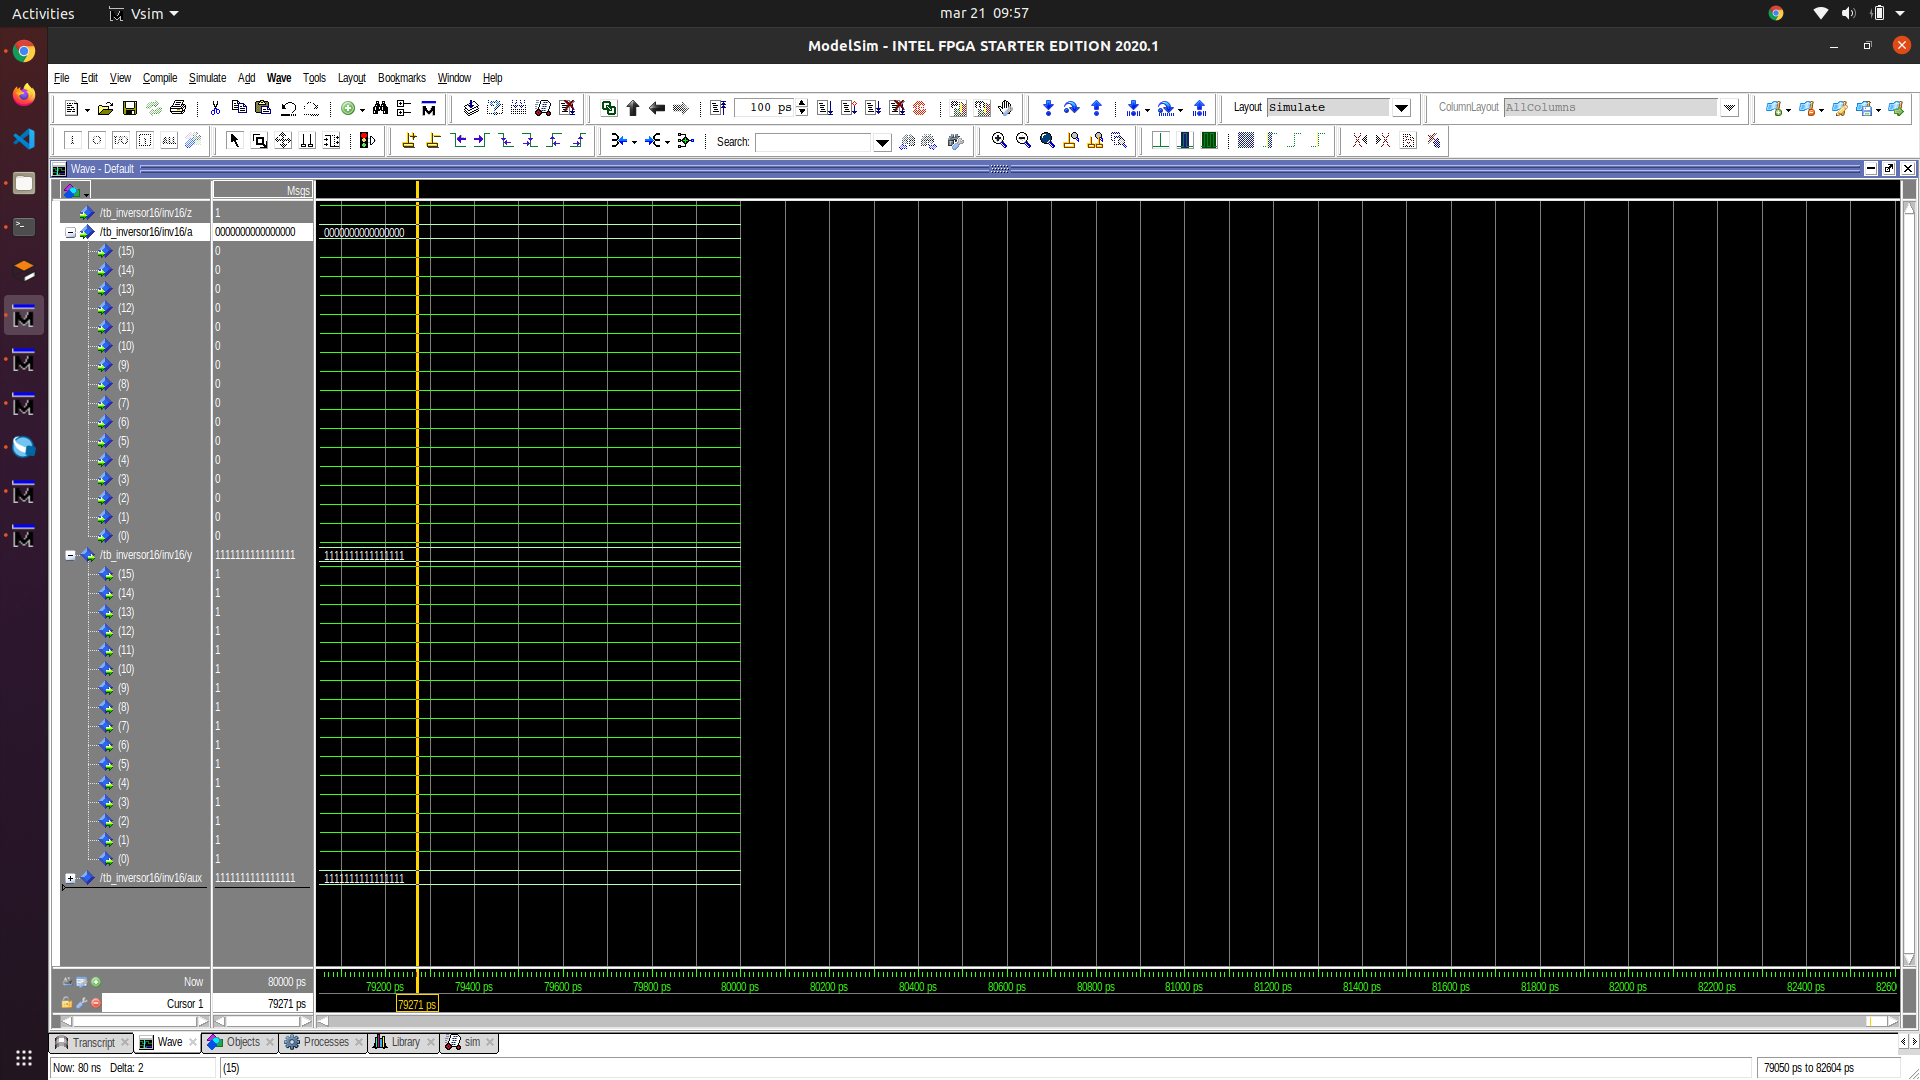 Activities Vsim mar 21 09:57
ModelSim - INTEL FPGA STARTER EDITION 2020.1
File Edit View Compile Simulate Add Wave Tools Layout Bookmarks Window Help
100 ps Layout Simulate ColumnLayout AllColumns
Search:
Wave - Default
Msgs
/tb_inversor16/inv16/z 1
/tb_inversor16/inv16/a 0000000000000000 0000000000000000
(15) 0
(14) 0
(13) 0
(12) 0
(11) 0
(10) 0
(9) 0
(8) 0
(7) 0
(6) 0
(5) 0
(4) 0
(3) 0
(2) 0
(1) 0
(0) 0
/tb_inversor16/inv16/y 1111111111111111 1111111111111111
(15) 1
(14) 1
(13) 1
(12) 1
(11) 1
(10) 1
(9) 1
(8) 1
(7) 1
(6) 1
(5) 1
(4) 1
(3) 1
(2) 1
(1) 1
(0) 1
/tb_inversor16/inv16/aux 1111111111111111 1111111111111111
Now 80000 ps 79200 ps 79400 ps 79600 ps 79800 ps 80000 ps 80200 ps 80400 ps 80600 ps 80800 ps 81000 ps 81200 ps 81400 ps 81600 ps 81800 ps 82000 ps 82200 ps 82400 ps 8260
Cursor 1 79271 ps 79271 ps
Transcript Wave Objects Processes Library sim
Now: 80 ns Delta: 2 (15) 79050 ps to 82604 ps